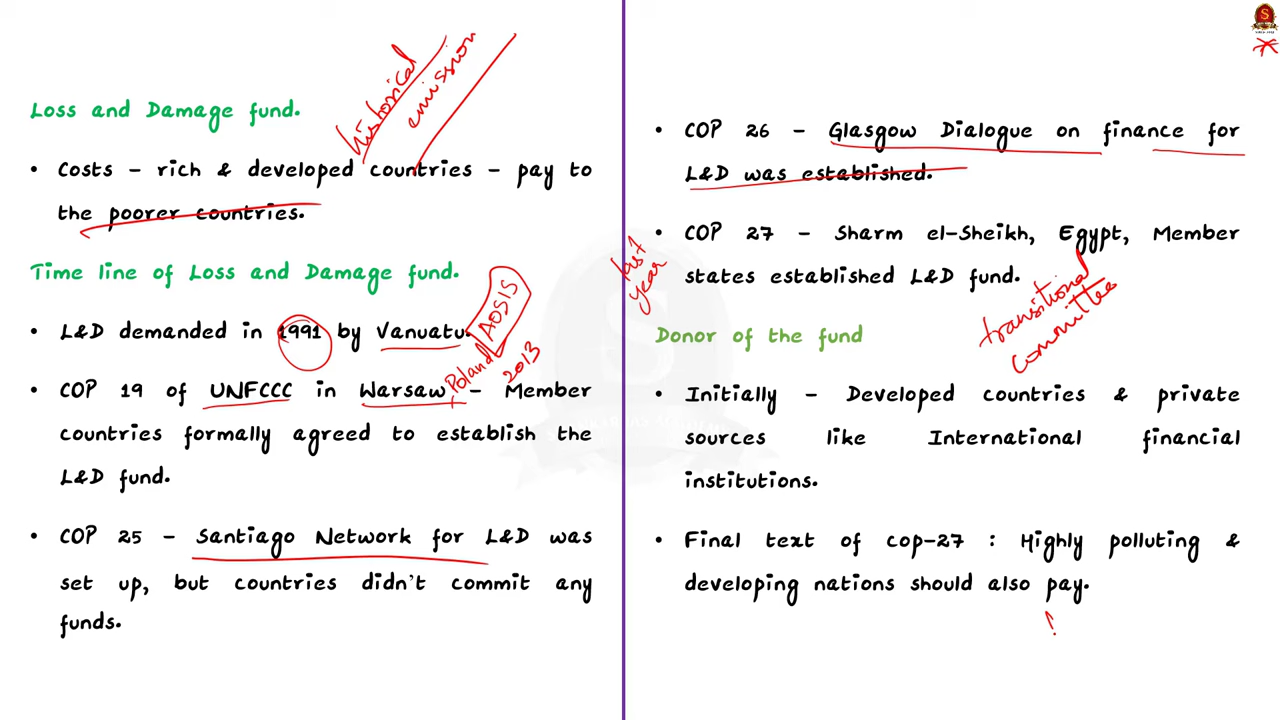 Loss and Damage fund.
historical
emission
• Costs – rich & developed countries – pay to
the poorer countries.
Time line of Loss and Damage fund.
• L&D demanded in 1991 by Vanuatu.
AOSIS
Poland
2013
• COP 19 of UNFCCC in Warsaw – Member
countries formally agreed to establish the
L&D fund.
• COP 25 – Santiago Network for L&D was
set up, but countries didn't commit any
funds.
S
• COP 26 – Glasgow Dialogue on finance for
L&D was established.
last
year
• COP 27 – Sharm el-Sheikh, Egypt, Member
states established L&D fund.
transitional
committee
Donor of the fund
• Initially – Developed countries & private
sources like International financial
institutions.
• Final text of cop-27 : Highly polluting &
developing nations should also pay.